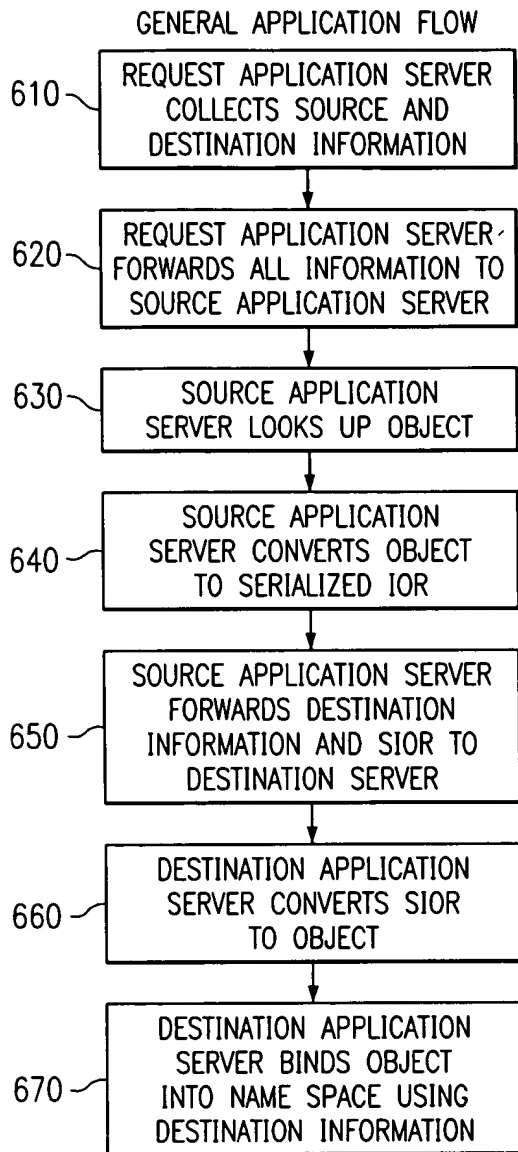 GENERAL APPLICATION FLOW
610
REQUEST APPLICATION SERVER
COLLECTS SOURCE AND
DESTINATION INFORMATION
620
REQUEST APPLICATION SERVER
FORWARDS ALL INFORMATION TO
SOURCE APPLICATION SERVER
630
SOURCE APPLICATION
SERVER LOOKS UP OBJECT
640
SOURCE APPLICATION
SERVER CONVERTS OBJECT
TO SERIALIZED IOR
650
SOURCE APPLICATION SERVER
FORWARDS DESTINATION
INFORMATION AND SIOR TO
DESTINATION SERVER
660
DESTINATION APPLICATION
SERVER CONVERTS SIOR
TO OBJECT
670
DESTINATION APPLICATION
SERVER BINDS OBJECT
INTO NAME SPACE USING
DESTINATION INFORMATION